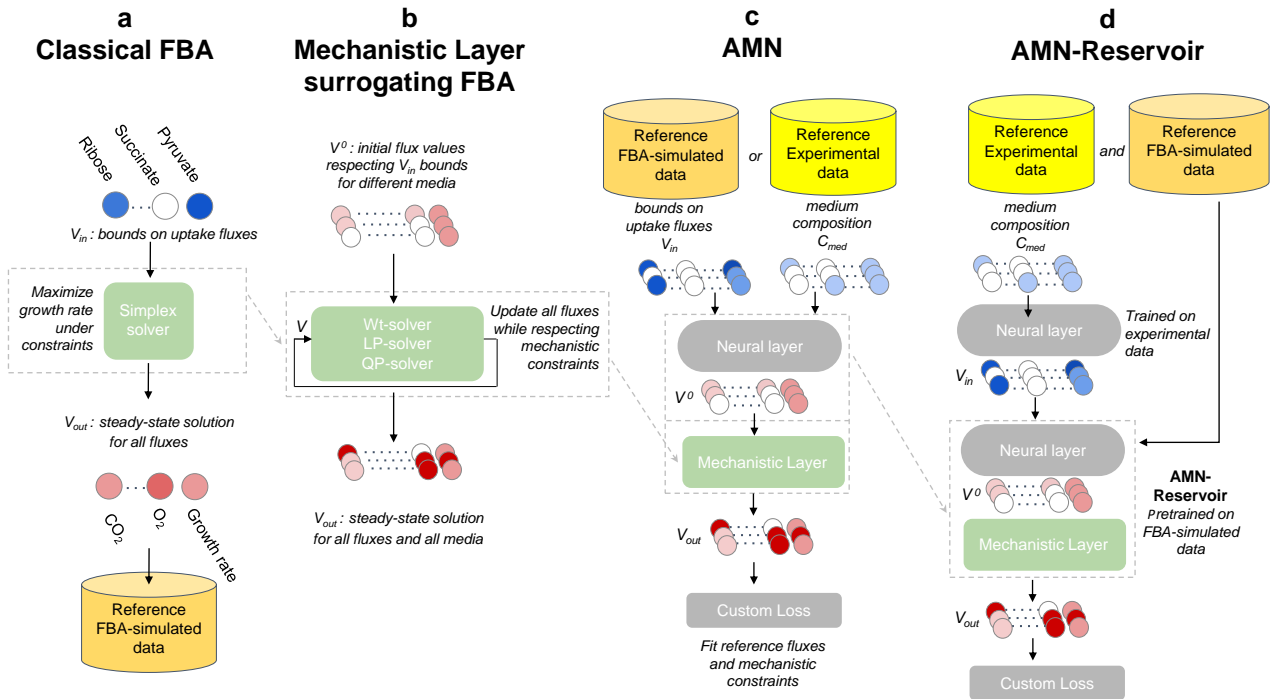 a
Classical FBA
Ribose
Succinate
Pyruvate
Vin : bounds on uptake fluxes
Maximize
growth rate
under
constraints
Simplex
solver
Vout : steady-state solution
for all fluxes
CO2
O2
Growth rate
Reference
FBA-simulated
data
b
Mechanistic Layer
surrogating FBA
V0 : initial flux values
respecting Vin bounds
for different media
V
Wt-solver
LP-solver
QP-solver
Update all fluxes
while respecting
mechanistic
constraints
Vout : steady-state solution
for all fluxes and all media
c
AMN
Reference
FBA-simulated
data
or
Reference
Experimental
data
bounds on
uptake fluxes
Vin
medium
composition
Cmed
Neural layer
V0
Mechanistic Layer
Vout
Custom Loss
Fit reference fluxes
and mechanistic
constraints
d
AMN-Reservoir
Reference
Experimental
data
and
Reference
FBA-simulated
data
medium
composition
Cmed
Neural layer
Trained on
experimental
data
Vin
Neural layer
V0
Mechanistic Layer
AMN-
Reservoir
Pretrained on
FBA-simulated
data
Vout
Custom Loss